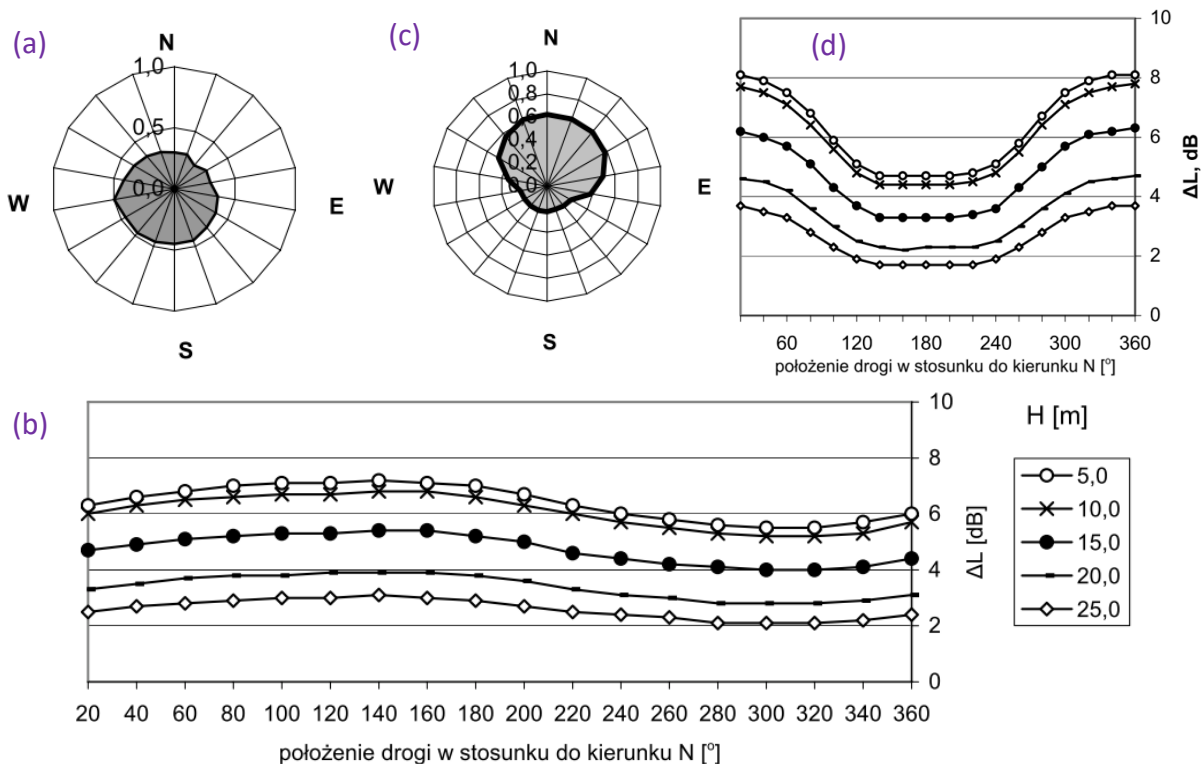 (a)
N
1,0
0,5
0,0
W
E
S
(c)
N
1,0
0,8
0,6
0,4
0,2
0,0
W
E
S
(d)
10
8
6
4
2
0
ΔL, dB
60 120 180 240 300 360
położenie drogi w stosunku do kierunku N [°]
(b)
10
8
6
4
2
0
ΔL [dB]
20 40 60 80 100 120 140 160 180 200 220 240 260 280 300 320 340 360
położenie drogi w stosunku do kierunku N [°]
H [m]
5,0
10,0
15,0
20,0
25,0